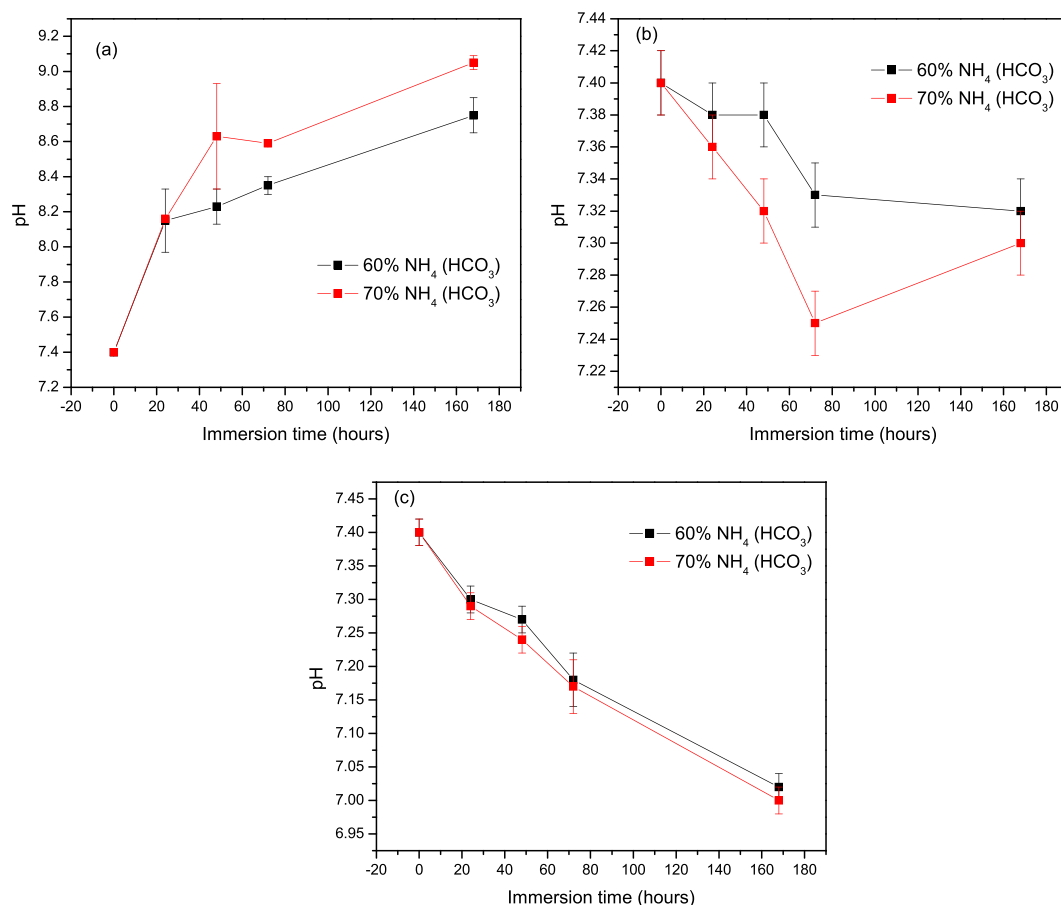 (a)
9.2
9.0
8.8
8.6
8.4
8.2
8.0
7.8
7.6
7.4
7.2
pH
60% NH₄ (HCO₃)
70% NH₄ (HCO₃)
-20 0 20 40 60 80 100 120 140 160 180
Immersion time (hours)
(b)
7.44
7.42
7.40
7.38
7.36
7.34
7.32
7.30
7.28
7.26
7.24
7.22
pH
60% NH₄ (HCO₃)
70% NH₄ (HCO₃)
-20 0 20 40 60 80 100 120 140 160 180
Immersion time (hours)
(c)
7.45
7.40
7.35
7.30
7.25
7.20
7.15
7.10
7.05
7.00
6.95
pH
60% NH₄ (HCO₃)
70% NH₄ (HCO₃)
-20 0 20 40 60 80 100 120 140 160 180
Immersion time (hours)